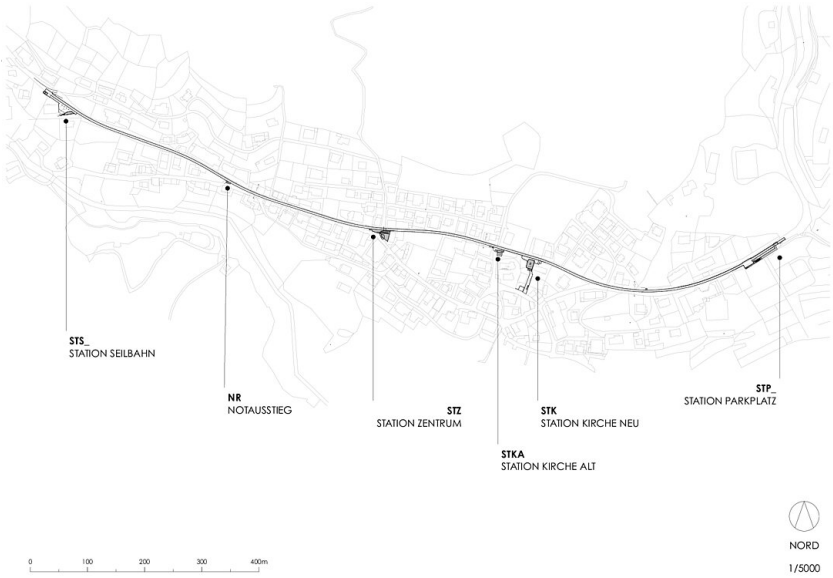 STS_
STATION SEILBAHN
NR
NOTAUSSTIEG
STZ
STATION ZENTRUM
STK
STATION KIRCHE NEU
STP_
STATION PARKPLATZ
STKA
STATION KIRCHE ALT
NORD
0 100 200 300 400m
1/5000